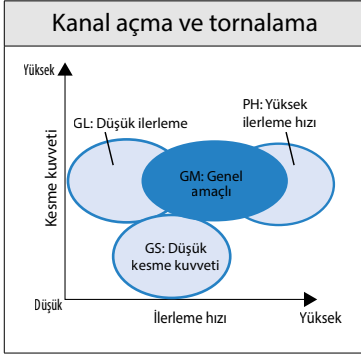 Kanal açma ve tornalama
Yüksek
Kesme kuvveti
GL: Düşük ilerleme
PH: Yüksek
ilerleme hızı
GM: Genel
amaçlı
GS: Düşük
kesme kuvveti
Düşük
İlerleme hızı
Yüksek